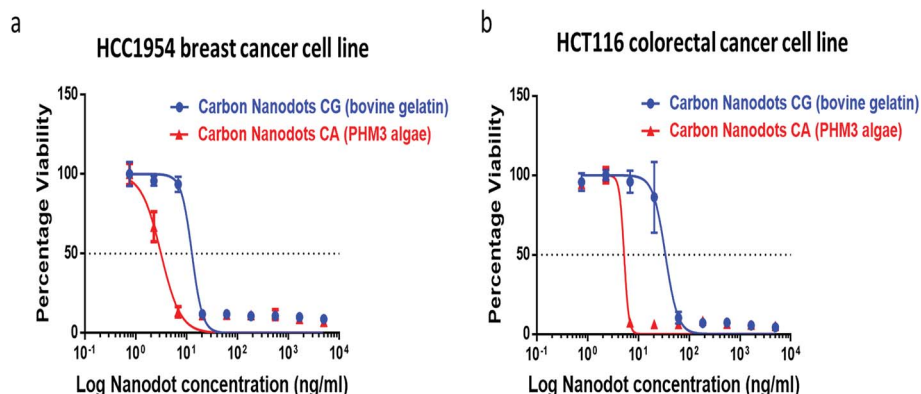 a
HCC1954 breast cancer cell line
Carbon Nanodots CG (bovine gelatin)
Carbon Nanodots CA (PHM3 algae)
Percentage Viability
150
100
50
0
10-1
10⁰
10¹
10²
10³
10⁴
Log Nanodot concentration (ng/ml)
b
HCT116 colorectal cancer cell line
Carbon Nanodots CG (bovine gelatin)
Carbon Nanodots CA (PHM3 algae)
Percentage Viability
150
100
50
0
10-1
10⁰
10¹
10²
10³
10⁴
Log Nanodot concentration (ng/ml)